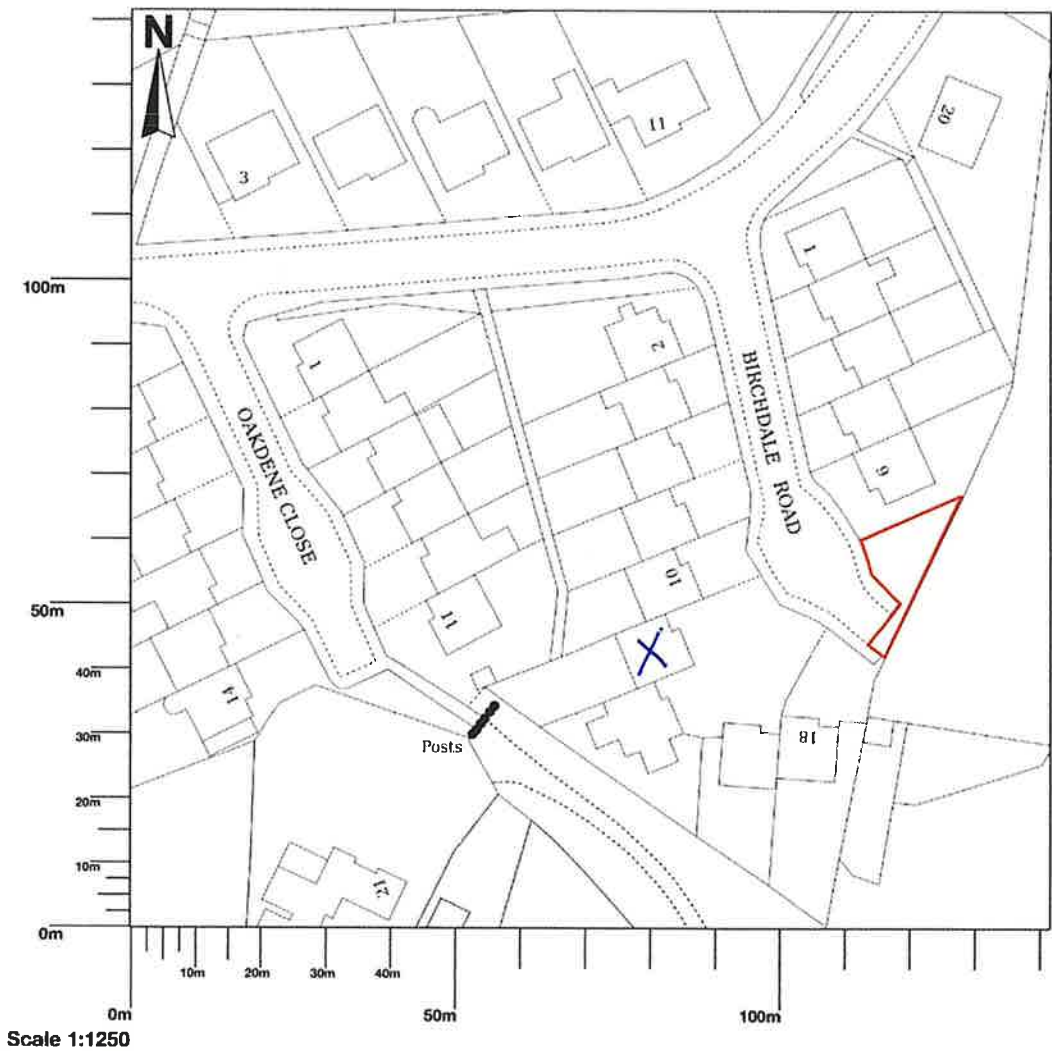 N
20
11
3
1
100m
1
2
OAKDENE CLOSE
BIRCHDALE ROAD
9
50m
10
11
X
40m
14
30m
Posts
18
20m
10m
21
0m
10m 20m 30m 40m
0m 50m 100m
Scale 1:1250